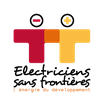 Electriciens
sans frontières
l'énergie du développement